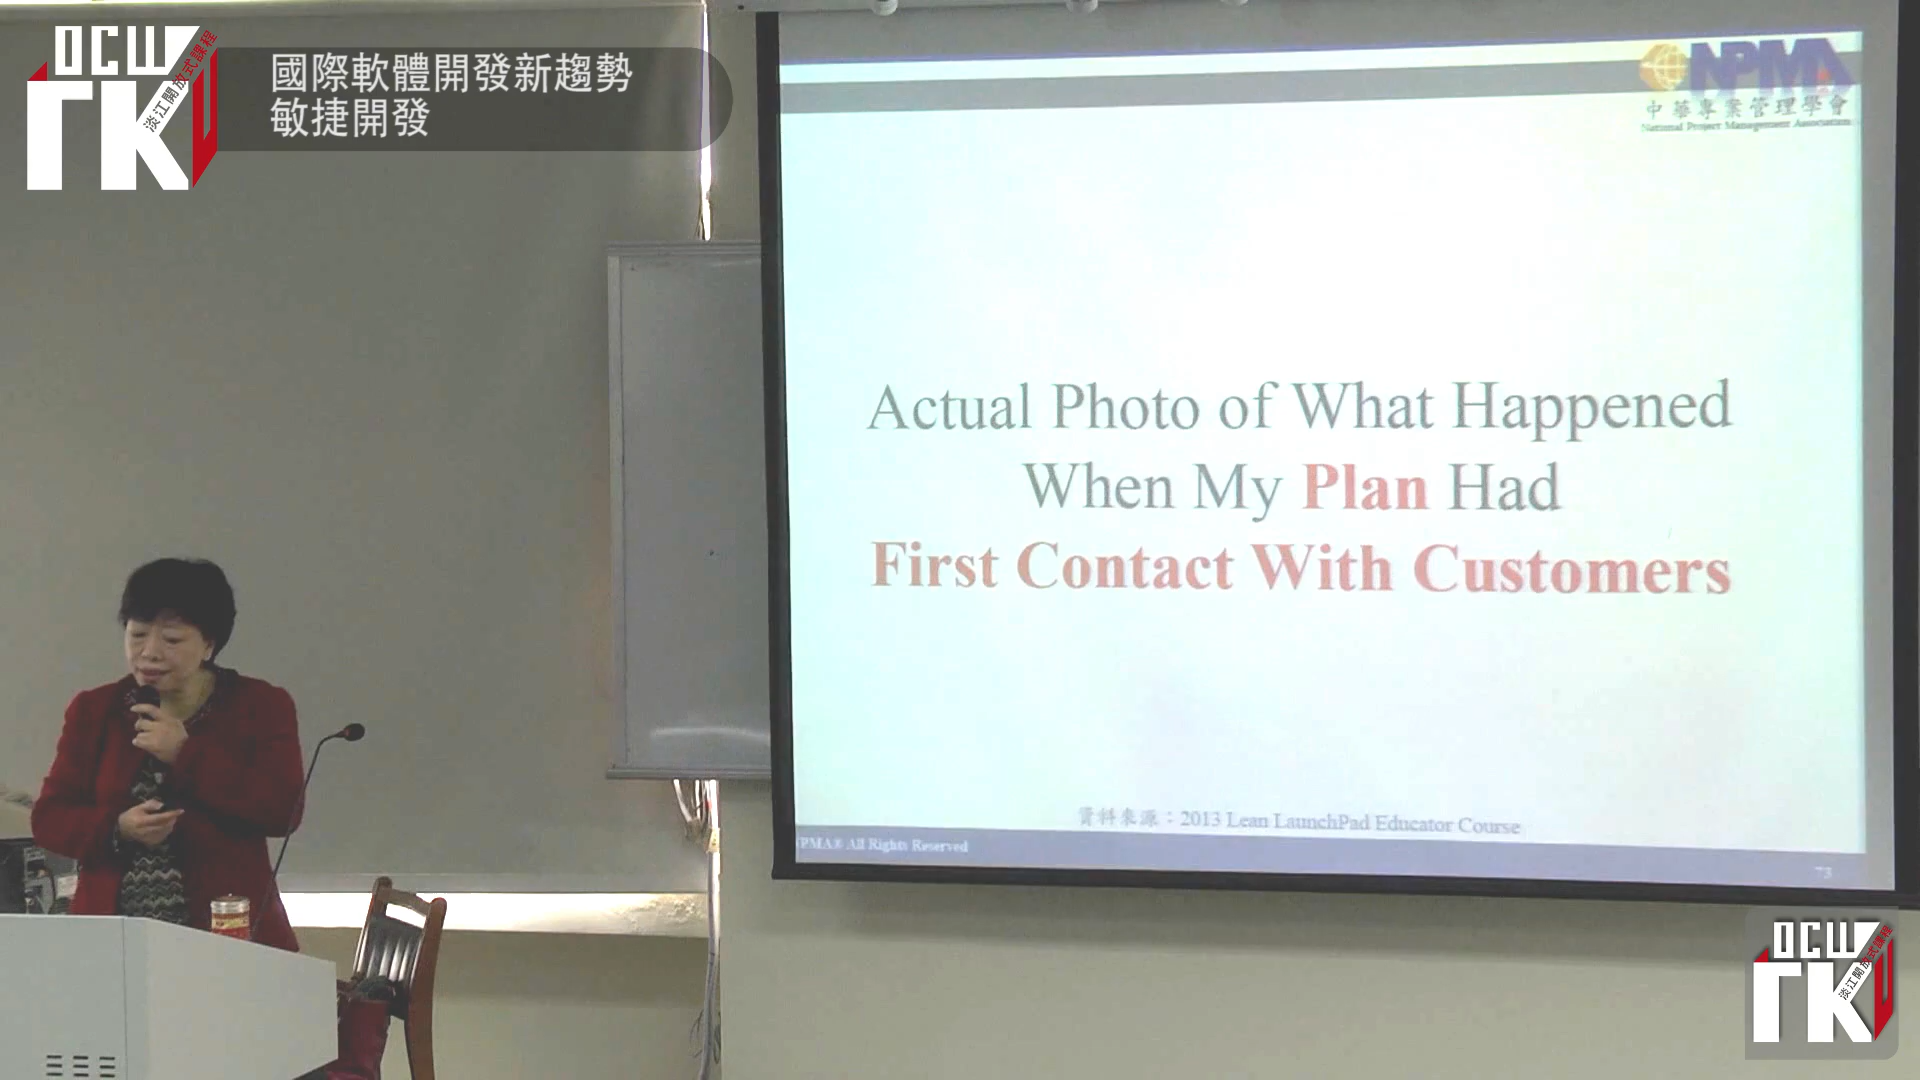 OCW
TKU
淡江開放式課程
國際軟體開發新趨勢
敏捷開發
NPMA
中華專案管理學會
National Project Management Association
Actual Photo of What Happened
When My Plan Had
First Contact With Customers
資料來源：2013 Lean LaunchPad Educator Course
NPMA® All Rights Reserved
73
OCW
TKU
淡江開放式課程